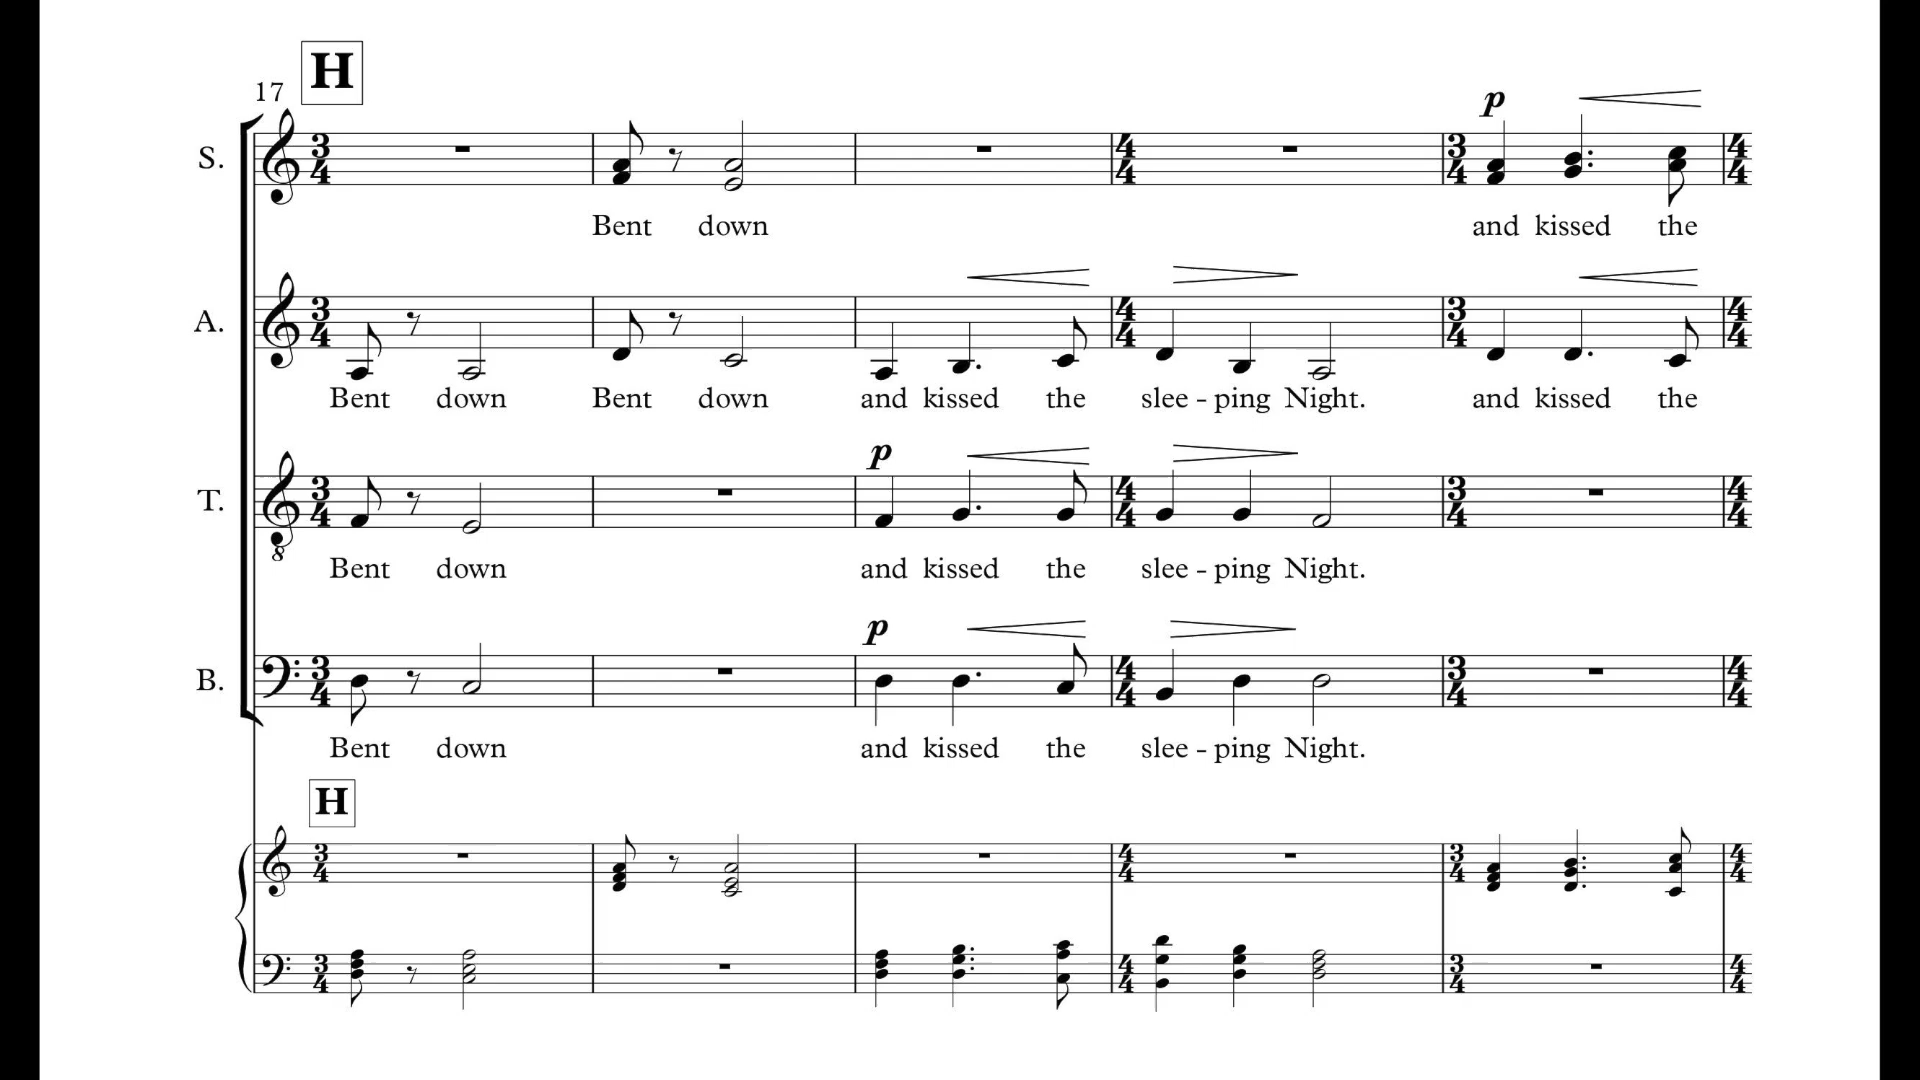 H
17
S.
Bent down and kissed the
A.
Bent down Bent down and kissed the slee - ping Night. and kissed the
p
T.
8
Bent down and kissed the slee - ping Night.
p
B.
Bent down and kissed the slee - ping Night.
H